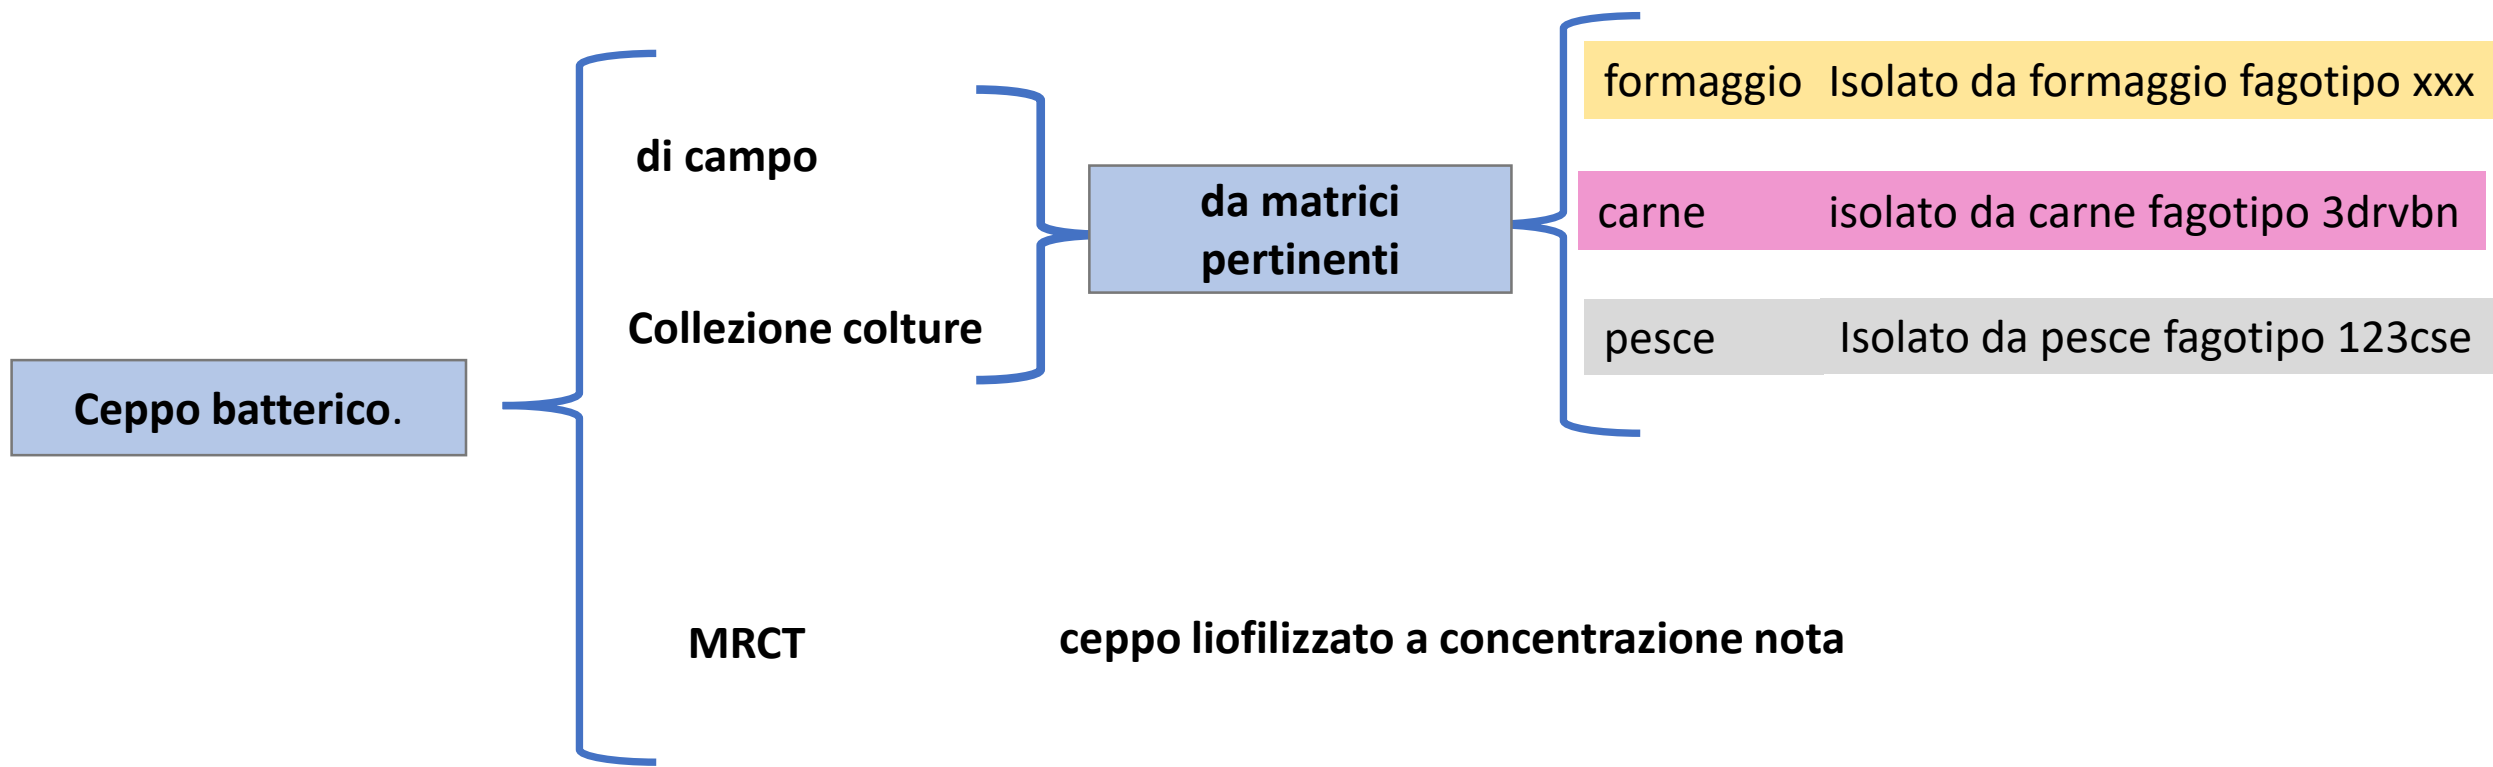 Ceppo batterico.
di campo
Collezione colture
MRCT
da matrici
pertinenti
ceppo liofilizzato a concentrazione nota
formaggio Isolato da formaggio fagotipo xxx
carne isolato da carne fagotipo 3drvbn
pesce Isolato da pesce fagotipo 123cse